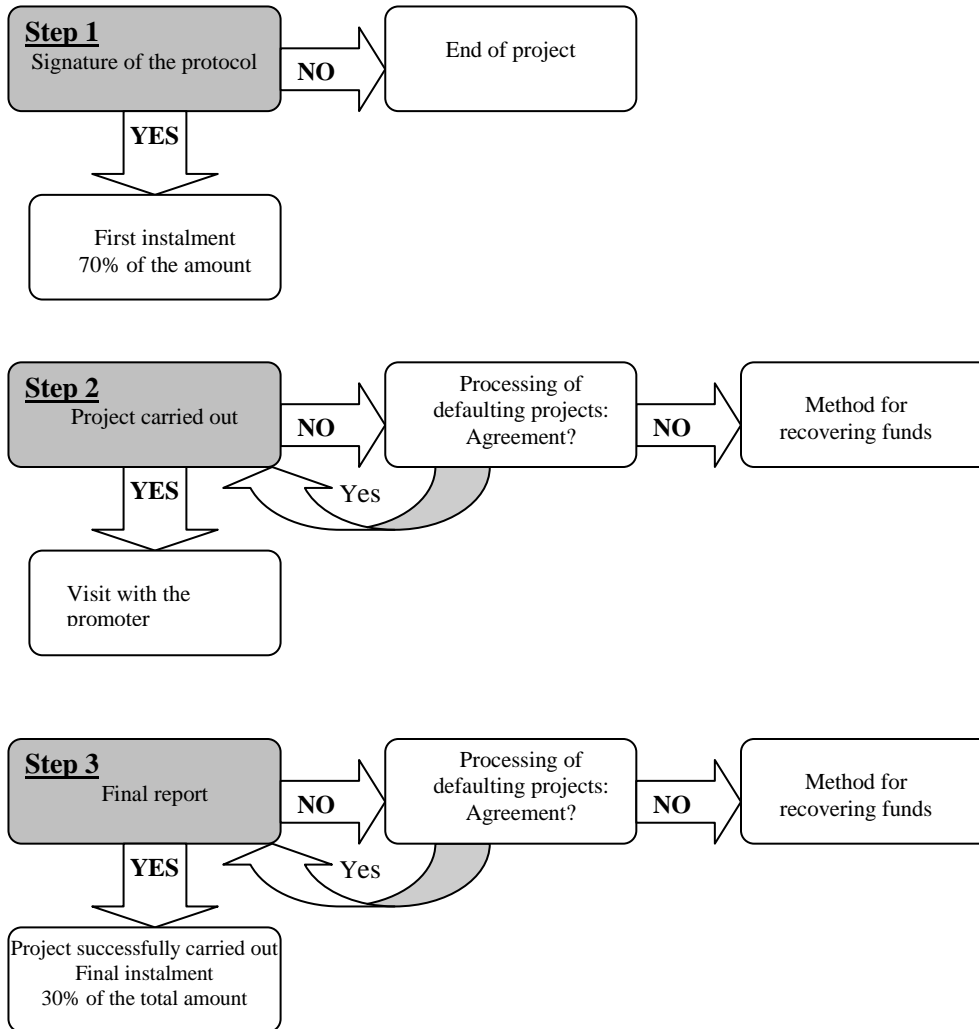 Step 1
Signature of the protocol
NO
End of project
YES
First instalment
70% of the amount
Step 2
Project carried out
NO
Processing of
defaulting projects:
Agreement?
NO
Method for
recovering funds
YES
Yes
Visit with the
promoter
Step 3
Final report
NO
Processing of
defaulting projects:
Agreement?
NO
Method for
recovering funds
YES
Yes
Project successfully carried out
Final instalment
30% of the total amount